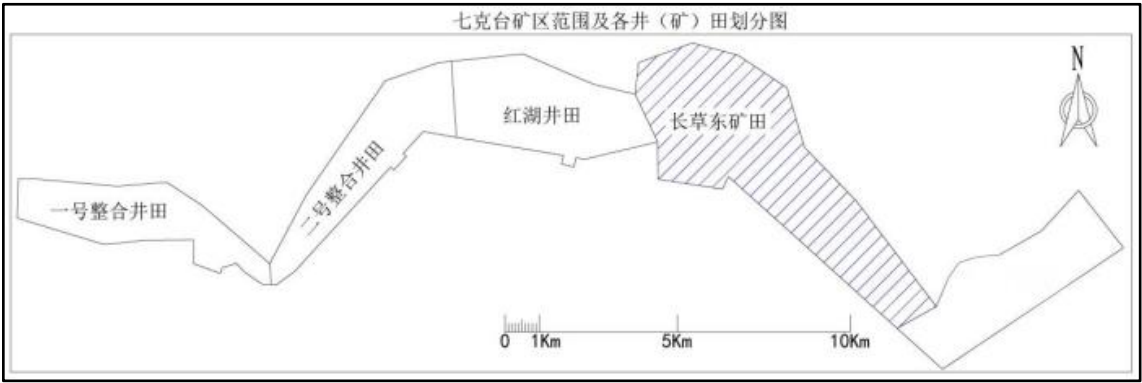 七克台矿区范围及各井（矿）田划分图
N
红湖井田
长草东矿田
二号整合井田
一号整合井田
0 1Km 5Km 10Km